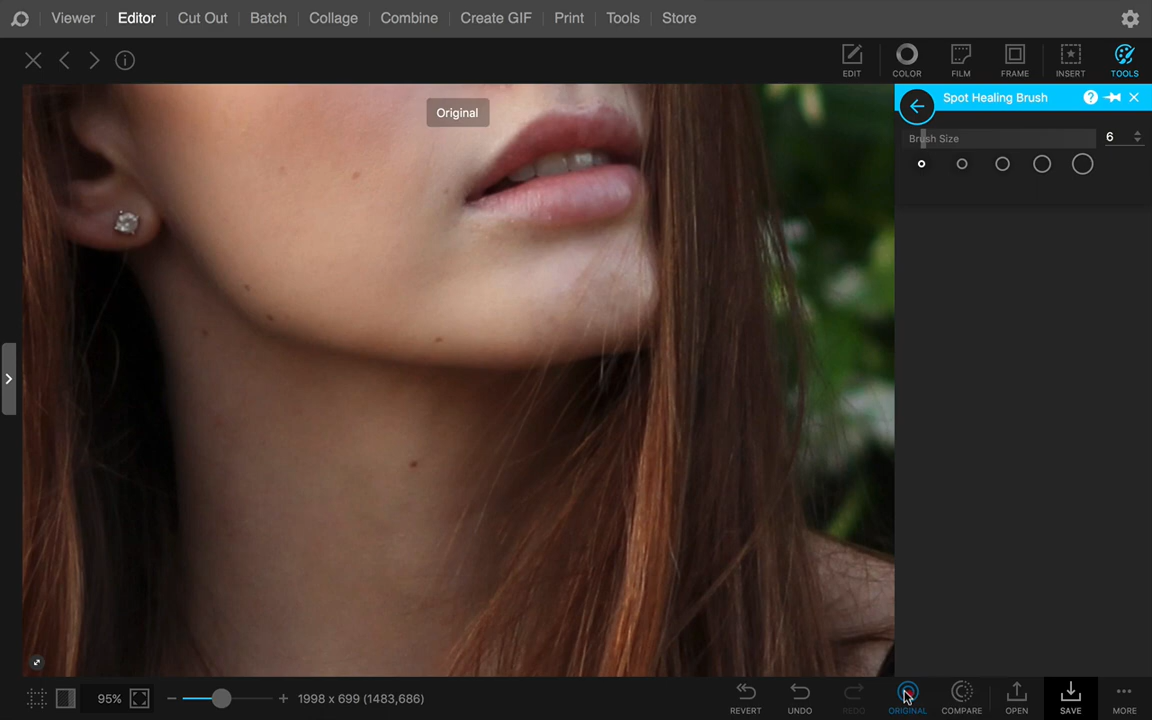 Viewer Editor Cut Out Batch Collage Combine Create GIF Print Tools Store
EDIT COLOR FILM FRAME INSERT TOOLS
Original
Spot Healing Brush ?
Brush Size 6
95% 1998 x 699 (1483,686)
REVERT UNDO REDO ORIGINAL COMPARE OPEN SAVE MORE